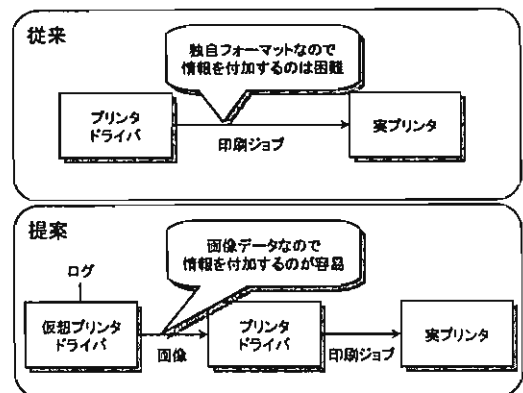 従来
独自フォーマットなので
情報を付加するのは困難
プリンタ
ドライバ
印刷ジョブ
実プリンタ
提案
画像データなので
情報を付加するのが容易
ログ
仮想プリンタ
ドライバ
画像
プリンタ
ドライバ
印刷ジョブ
実プリンタ